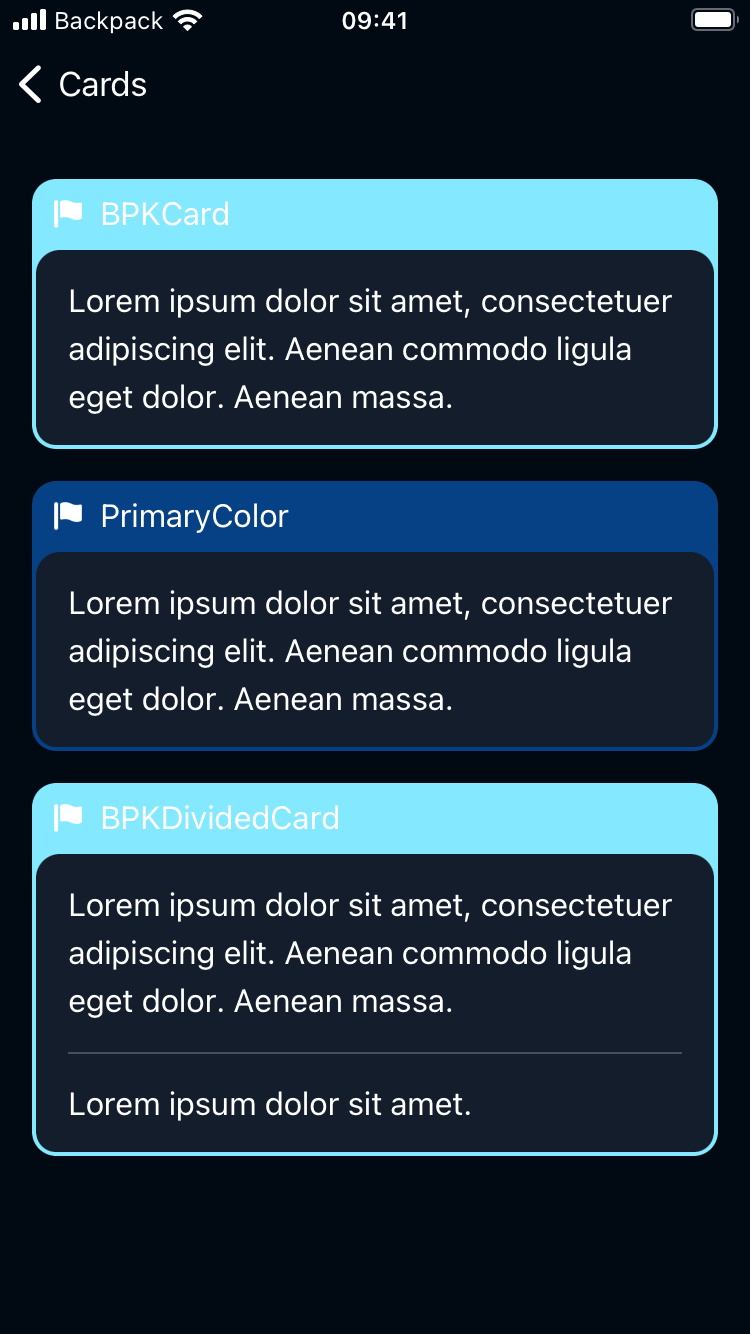 Backpack 09:41
Cards
BPKCard
Lorem ipsum dolor sit amet, consectetuer
adipiscing elit. Aenean commodo ligula
eget dolor. Aenean massa.
PrimaryColor
Lorem ipsum dolor sit amet, consectetuer
adipiscing elit. Aenean commodo ligula
eget dolor. Aenean massa.
BPKDividedCard
Lorem ipsum dolor sit amet, consectetuer
adipiscing elit. Aenean commodo ligula
eget dolor. Aenean massa.
Lorem ipsum dolor sit amet.